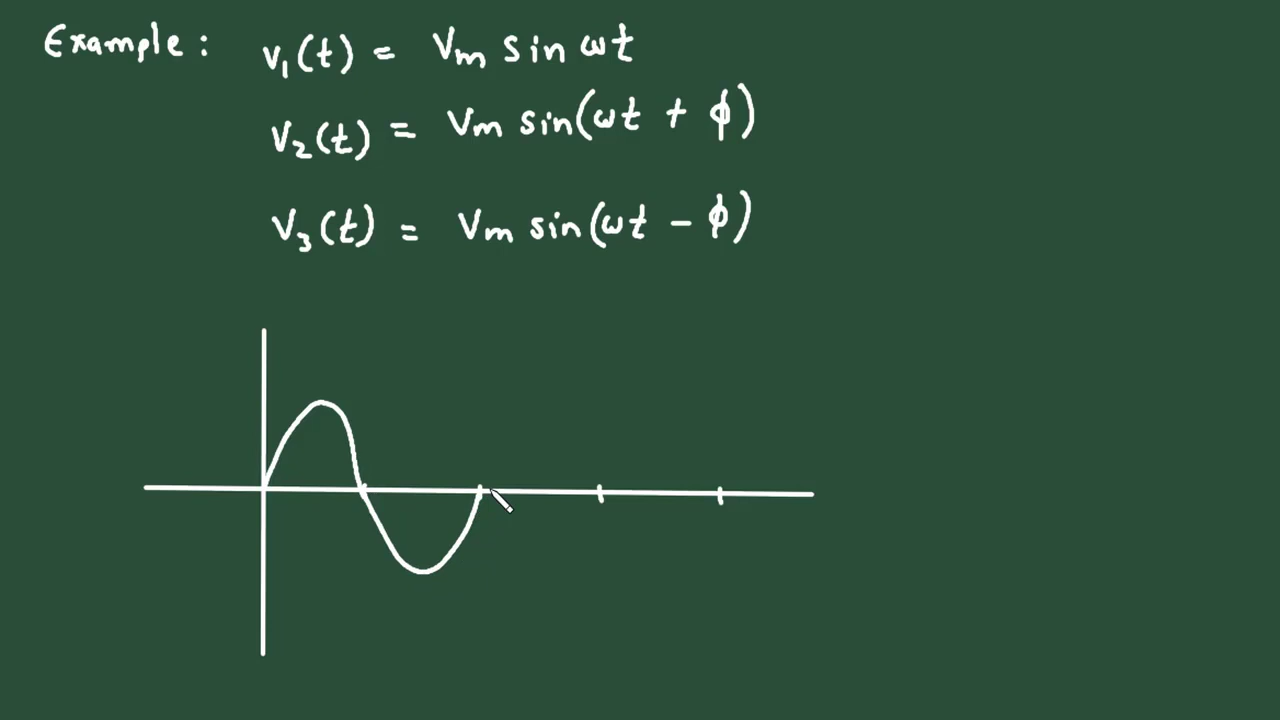 Example: v₁(t) = Vm sin ωt
V₂(t) = Vm sin(ωt + ϕ)
V₃(t) = Vm sin(ωt − ϕ)